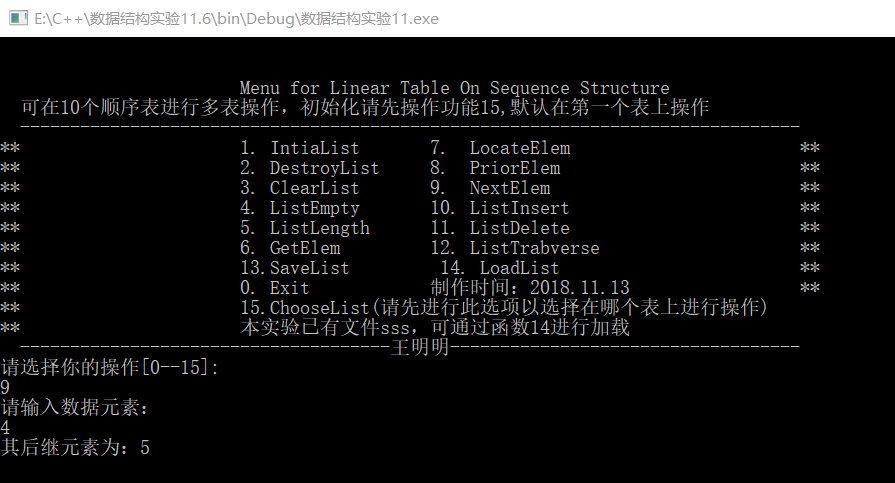 E:\C++\数据结构实验11.6\bin\Debug\数据结构实验11.exe
Menu for Linear Table On Sequence Structure
可在10个顺序表进行多表操作，初始化请先操作功能15,默认在第一个表上操作
------------------------------------------------------------------------------
** 1. IntiaList 7. LocateElem **
** 2. DestroyList 8. PriorElem **
** 3. ClearList 9. NextElem **
** 4. ListEmpty 10. ListInsert **
** 5. ListLength 11. ListDelete **
** 6. GetElem 12. ListTrabverse **
** 13.SaveList 14. LoadList **
** 0. Exit 制作时间：2018.11.13 **
** 15.ChooseList(请先进行此选项以选择在哪个表上进行操作)
** 本实验已有文件sss，可通过函数14进行加载
-------------------------------------王明明-----------------------------------
请选择你的操作[0--15]:
9
请输入数据元素：
4
其后继元素为：5